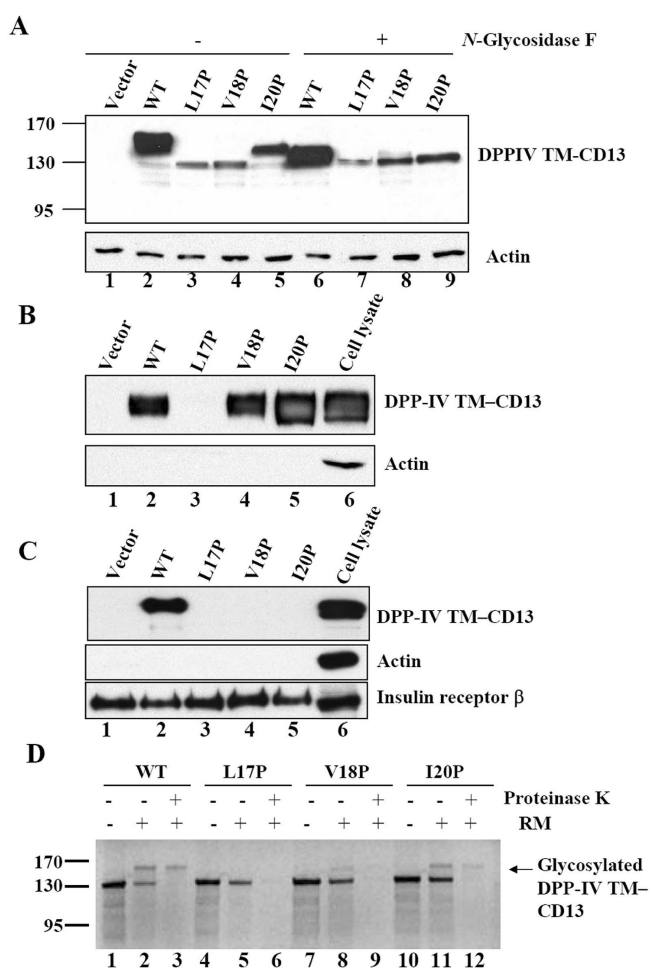 A
- + N-Glycosidase F
Vector WT L17P V18P I20P WT L17P V18P I20P
170
130
95
DPPIV TM-CD13
Actin
1 2 3 4 5 6 7 8 9
B
Vector WT L17P V18P I20P Cell lysate
DPP-IV TM–CD13
Actin
1 2 3 4 5 6
C
Vector WT L17P V18P I20P Cell lysate
DPP-IV TM–CD13
Actin
Insulin receptor β
1 2 3 4 5 6
D
WT L17P V18P I20P
- - + - - + - - + - - + Proteinase K
- + + - + + - + + - + + RM
170
130
95
Glycosylated
DPP-IV TM–
CD13
1 2 3 4 5 6 7 8 9 10 11 12